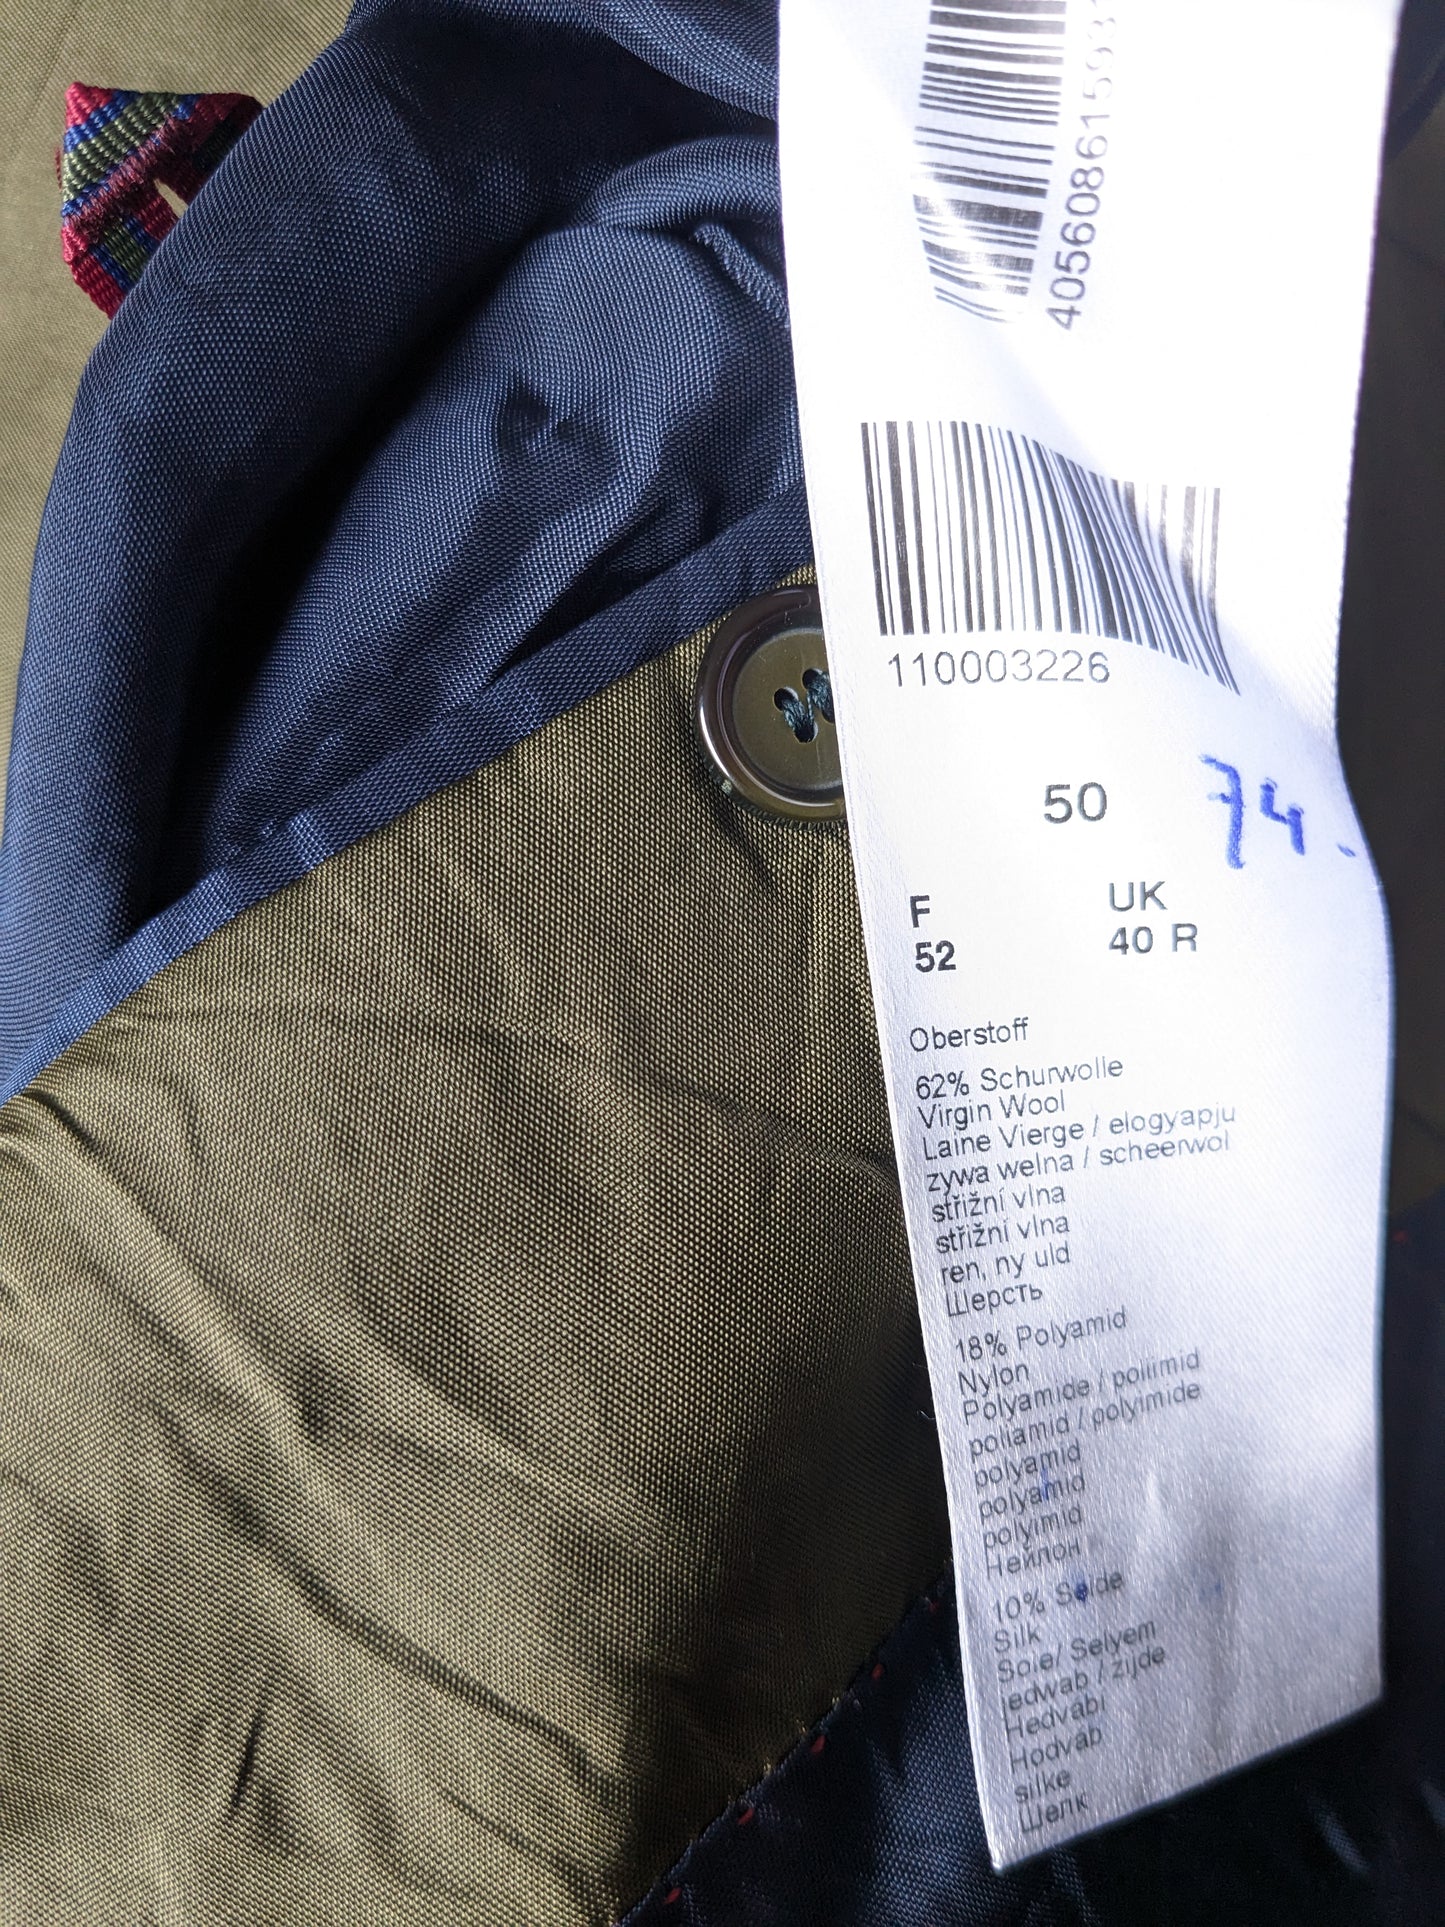 110003226
50
74.
F UK
52 40 R
Oberstoff
62% Schurwolle
Virgin Wool
Laine Vierge / elogyapju
zywa welna / scheerwol
střižní vlna
střižní vlna
ren, ny uld
Шерсть
18% Polyamid
Nylon
Polyamide / poliimid
poliamid / polyimide
polyamid
polyamid
polyimid
Нейлон
10% Seide
Silk
Soie/ Selyem
jedwab / zijde
Hedvábí
Hodváb
silke
Шелк